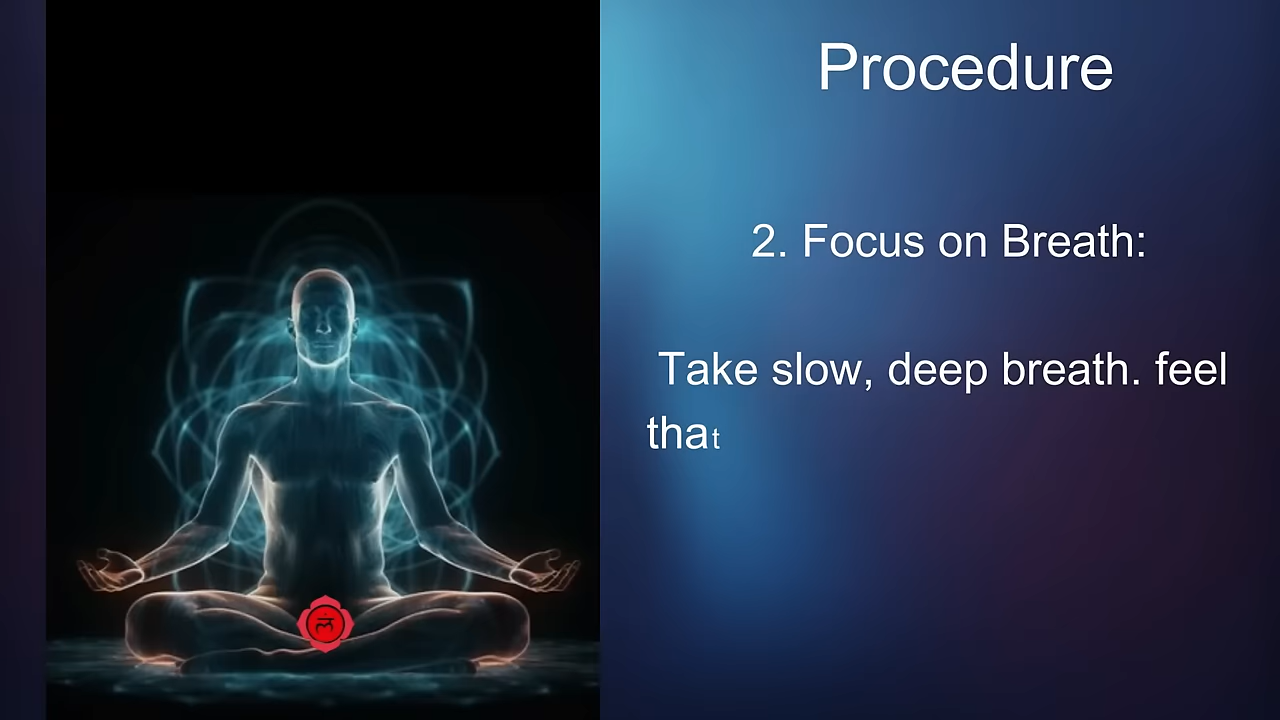 Procedure
2. Focus on Breath:
Take slow, deep breath. feel
that
लं